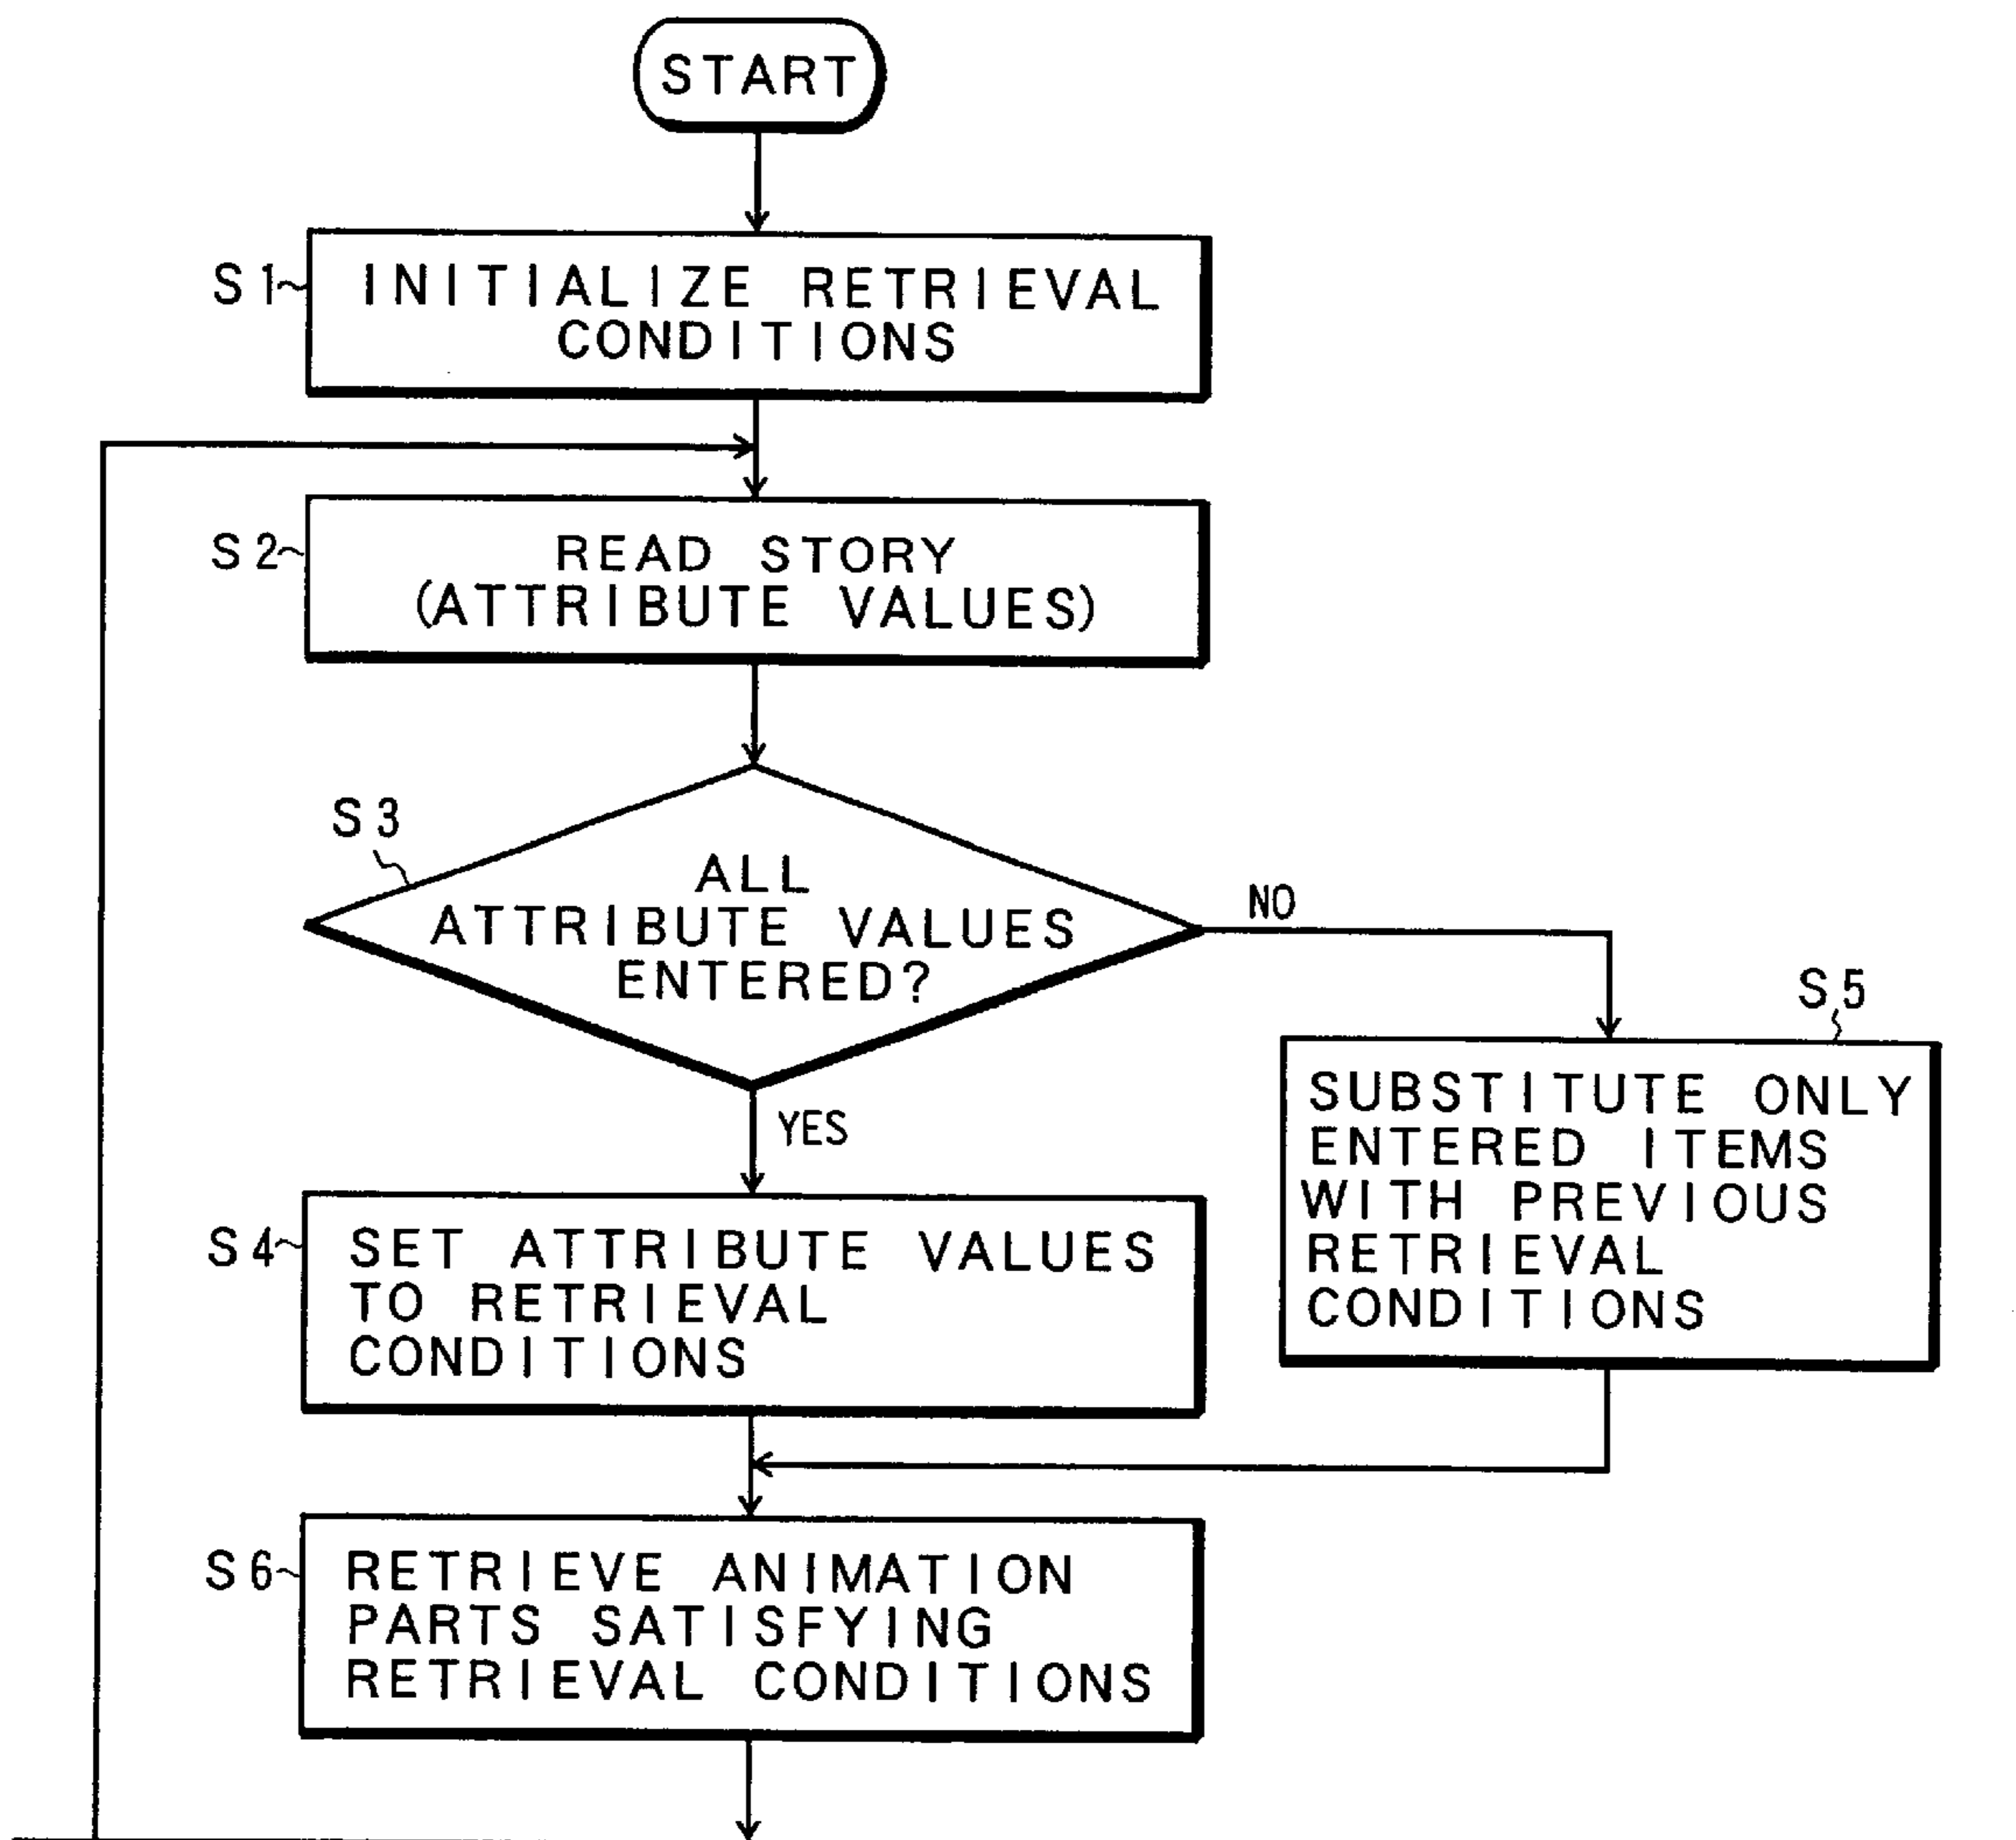 START
S1
INITIALIZE RETRIEVAL
CONDITIONS
S2
READ STORY
(ATTRIBUTE VALUES)
S3
ALL
ATTRIBUTE VALUES
ENTERED?
NO
YES
S5
SUBSTITUTE ONLY
ENTERED ITEMS
WITH PREVIOUS
RETRIEVAL
CONDITIONS
S4
SET ATTRIBUTE VALUES
TO RETRIEVAL
CONDITIONS
S6
RETRIEVE ANIMATION
PARTS SATISFYING
RETRIEVAL CONDITIONS